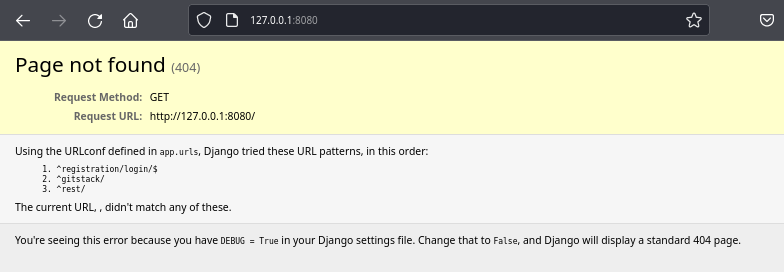 127.0.0.1:8080
Page not found (404)
Request Method: GET
Request URL: http://127.0.0.1:8080/
Using the URLconf defined in app.urls, Django tried these URL patterns, in this order:
1. ^registration/login/$
2. ^gitstack/
3. ^rest/
The current URL, , didn't match any of these.
You're seeing this error because you have DEBUG = True in your Django settings file. Change that to False, and Django will display a standard 404 page.